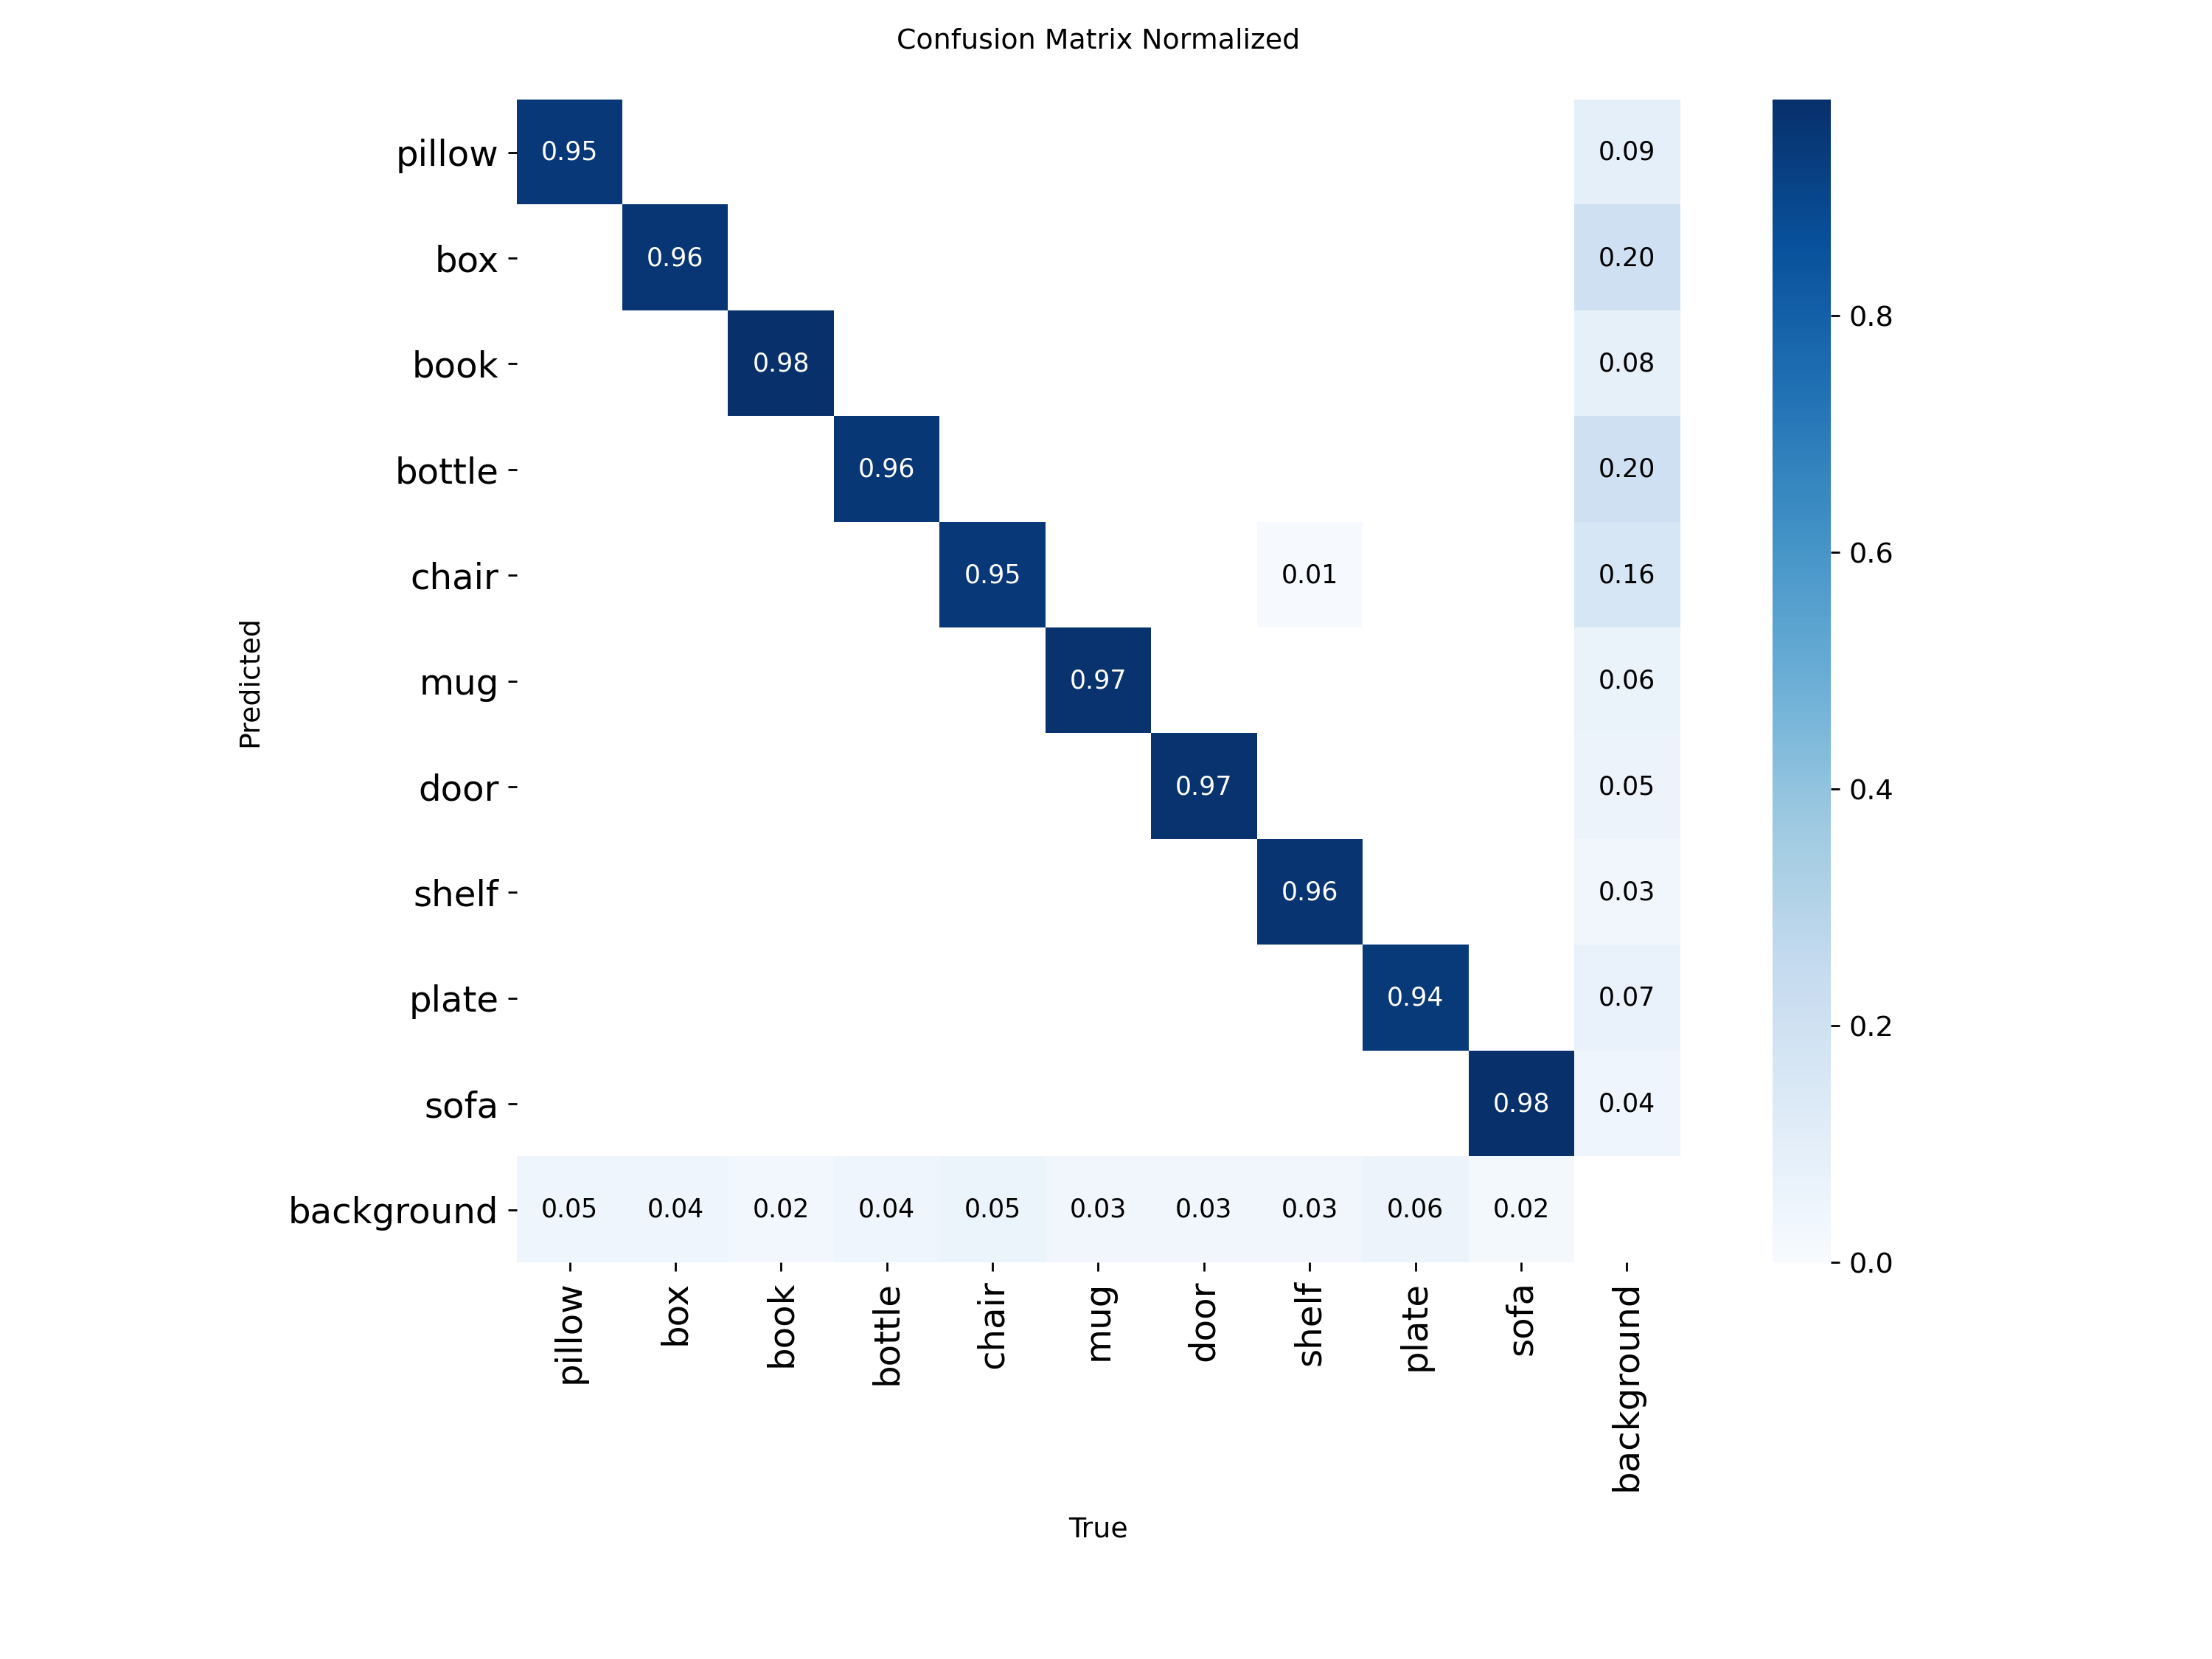 Confusion Matrix Normalized
pillow 0.95 0.09
box 0.96 0.20
book 0.98 0.08 0.8
bottle 0.96 0.20
chair 0.95 0.01 0.16 0.6
Predicted
mug 0.97 0.06
door 0.97 0.05 0.4
shelf 0.96 0.03
plate 0.94 0.07 0.2
sofa 0.98 0.04
background 0.05 0.04 0.02 0.04 0.05 0.03 0.03 0.03 0.06 0.02 0.0
pillow box book bottle chair mug door shelf plate sofa background
True